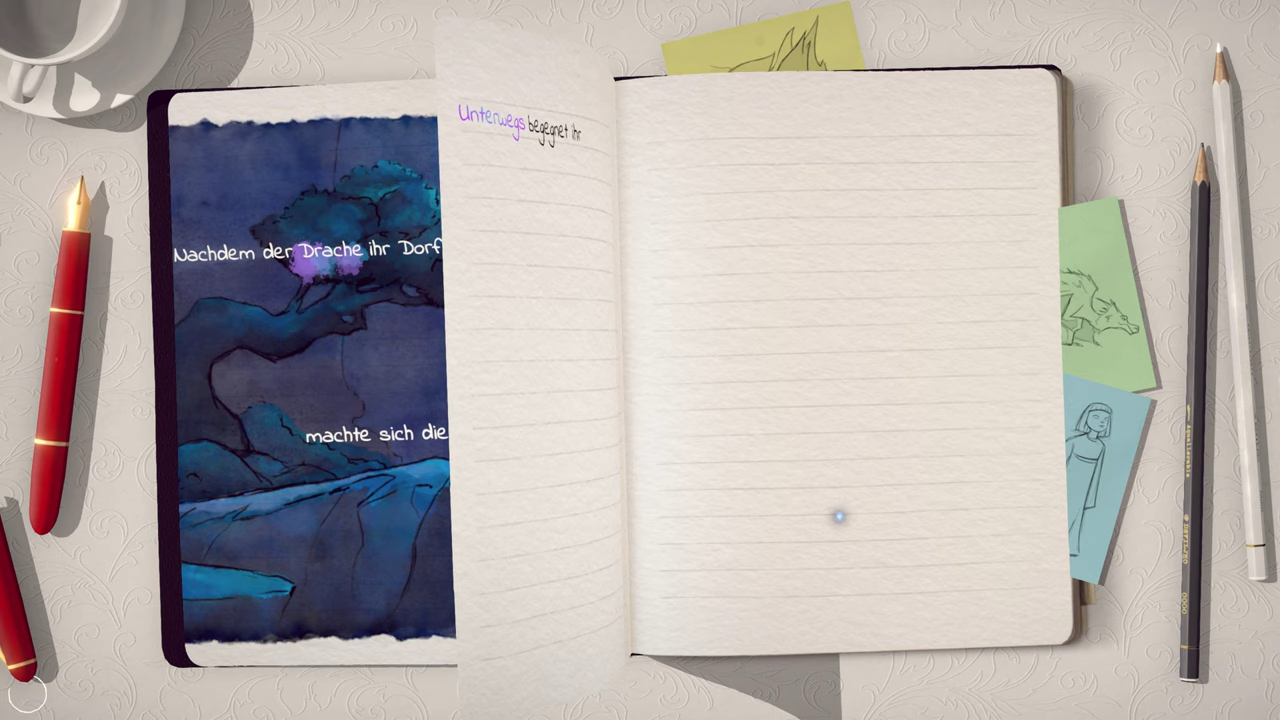 Nachdem der Drache ihr Dorf
machte sich die
Unterwegs begegnet ihr